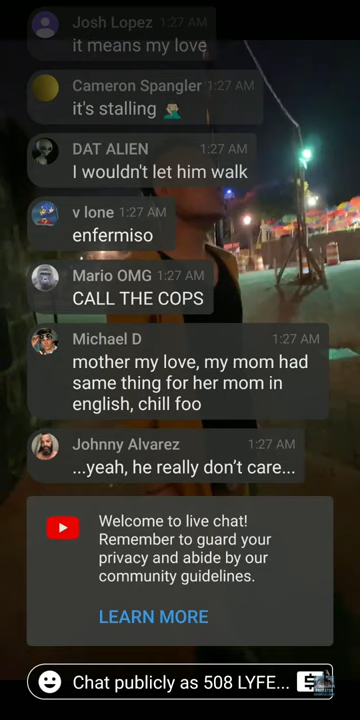 Josh Lopez 1:27 AM
it means my love
Cameron Spangler 1:27 AM
it's stalling 🤦🏻‍♂️
DAT ALIEN 1:27 AM
I wouldn't let him walk
v lone 1:27 AM
enfermiso
Mario OMG 1:27 AM
CALL THE COPS
Michael D 1:27 AM
mother my love, my mom had
same thing for her mom in
english, chill foo
Johnny Alvarez 1:27 AM
...yeah, he really don't care...
Welcome to live chat!
Remember to guard your
privacy and abide by our
community guidelines.
LEARN MORE
Chat publicly as 508 LYFE...